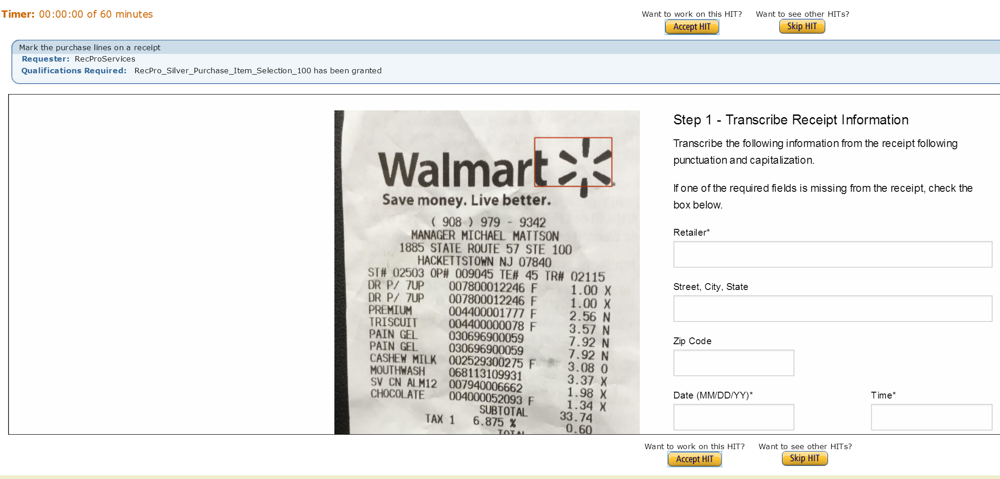 Timer: 00:00:00 of 60 minutes
Want to work on this HIT? Want to see other HITs?
Accept HIT Skip HIT
Mark the purchase lines on a receipt
Requester: RecProServices
Qualifications Required: RecPro_Silver_Purchase_Item_Selection_100 has been granted
Walmart
Save money. Live better.
( 908 ) 979 - 9342
MANAGER MICHAEL MATTSON
1885 STATE ROUTE 57 STE 100
HACKETTSTOWN NJ 07840
ST# 02503 OP# 009045 TE# 45 TR# 02115
DR P/ 7UP 007800012246 F 1.00 X
DR P/ 7UP 007800012246 F 1.00 X
PREMIUM 004400001777 F 2.56 N
TRISCUIT 004400000078 F 3.57 N
PAIN GEL 030696900059 7.92 N
PAIN GEL 030696900059 7.92 N
CASHEW MILK 002529300275 F 3.08 O
MOUTHWASH 068113109931 3.37 X
SV CN ALM12 007940006662 1.98 X
CHOCOLATE 004000052093 F 1.34 X
SUBTOTAL 33.74
TAX 1 6.875 % 0.60
TOTAL
Step 1 - Transcribe Receipt Information
Transcribe the following information from the receipt following
punctuation and capitalization.
If one of the required fields is missing from the receipt, check the
box below.
Retailer*
Street, City, State
Zip Code
Date (MM/DD/YY)* Time*
Want to work on this HIT? Want to see other HITs?
Accept HIT Skip HIT